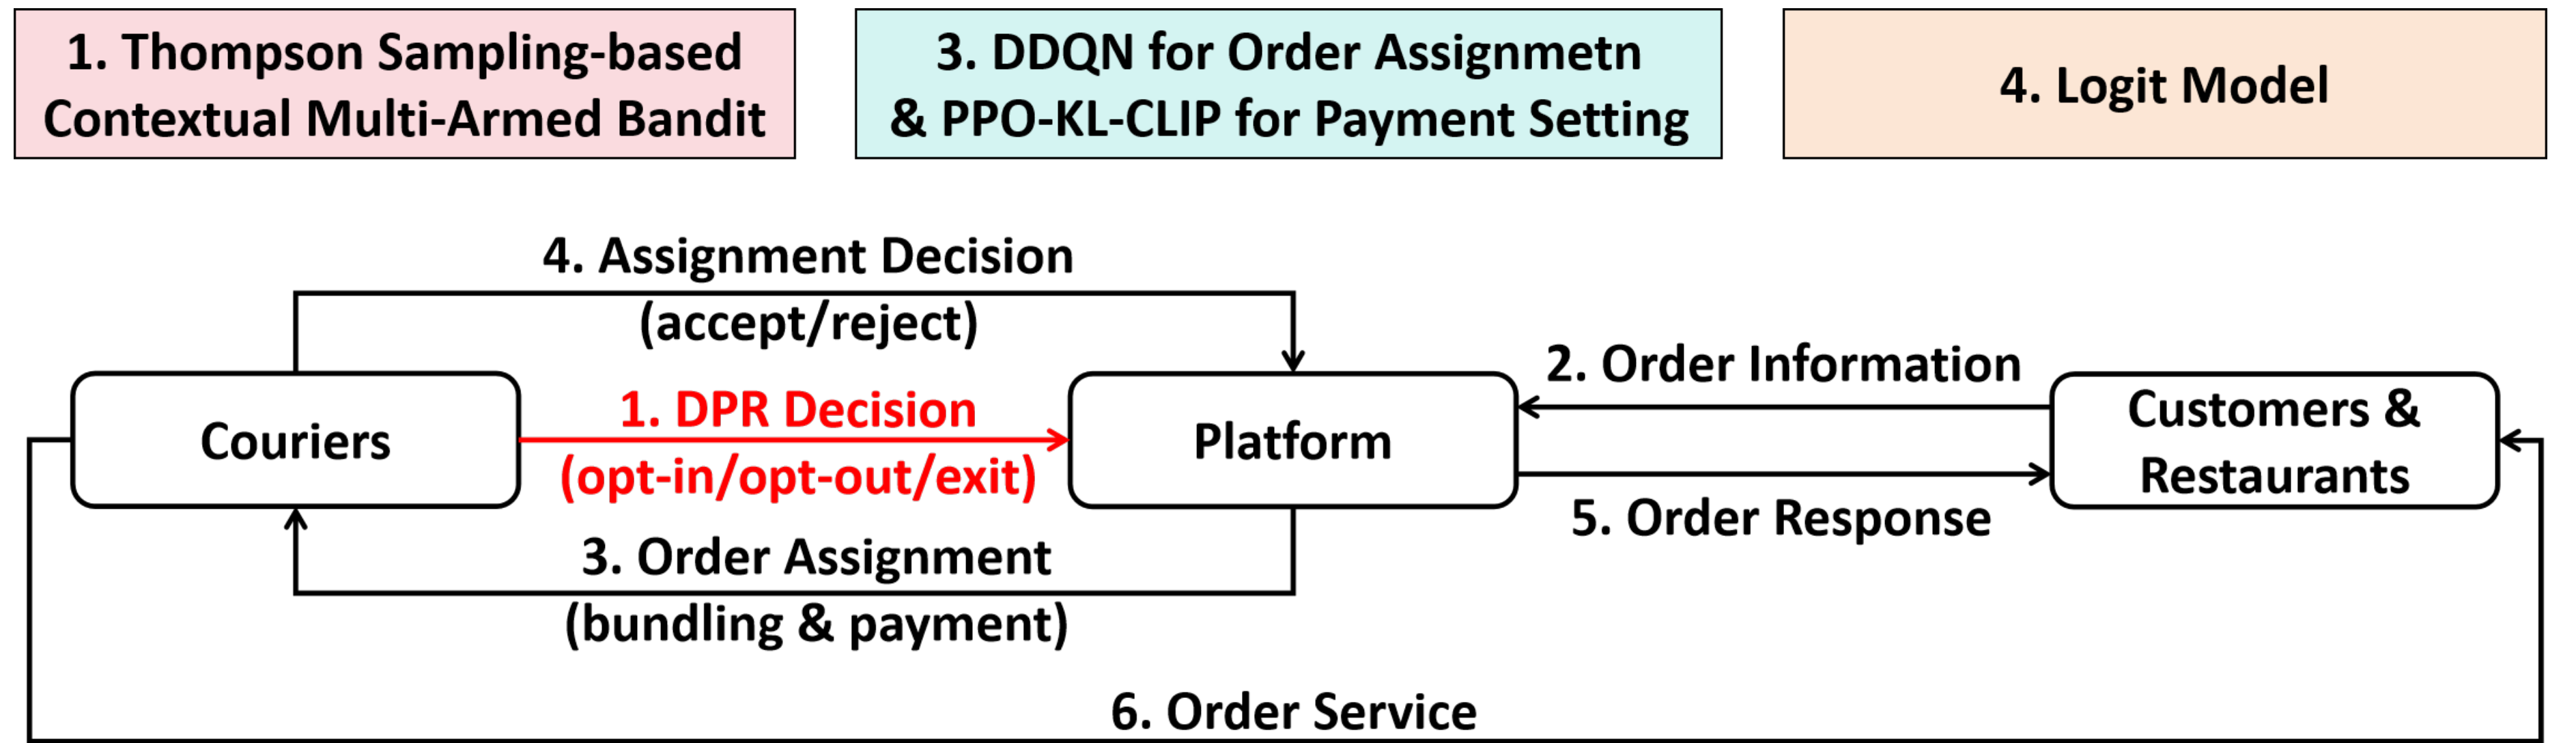 1. Thompson Sampling-based
Contextual Multi-Armed Bandit
3. DDQN for Order Assignmetn
& PPO-KL-CLIP for Payment Setting
4. Logit Model
4. Assignment Decision
(accept/reject)
Couriers
1. DPR Decision
(opt-in/opt-out/exit)
Platform
2. Order Information
5. Order Response
Customers &
Restaurants
3. Order Assignment
(bundling & payment)
6. Order Service